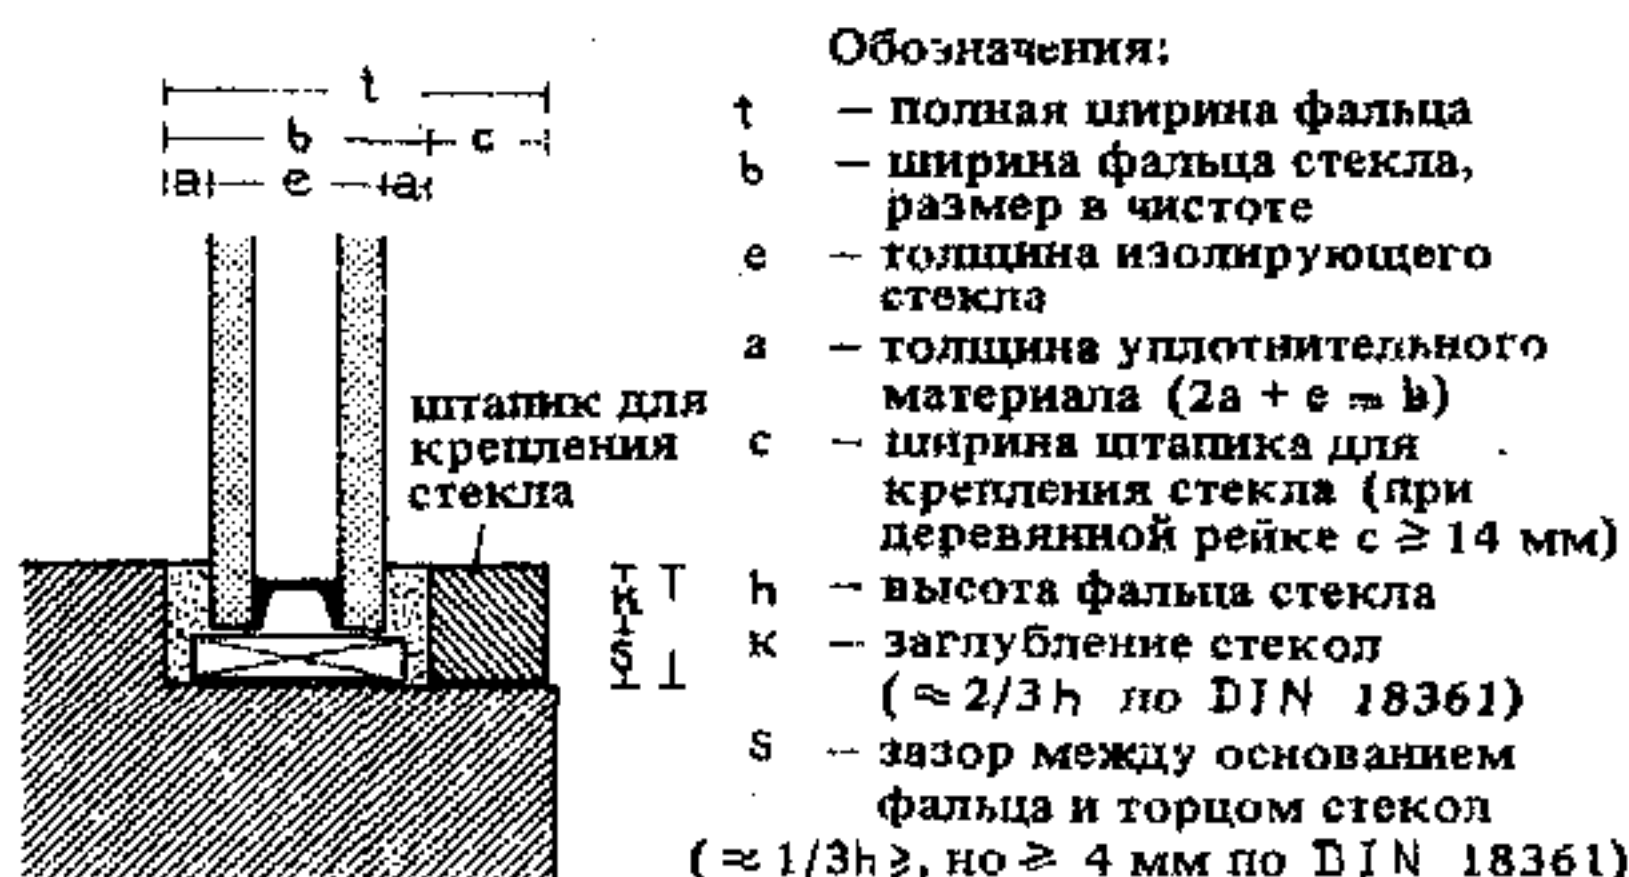 Обозначения:
t
b c
a e a
t — полная ширина фальца
b — ширина фальца стекла,
размер в чистоте
e — толщина изолирующего
стекла
a — толщина уплотнительного
материала (2a + e = b)
штапик для
крепления
стекла
c — ширина штапика для
крепления стекла (при
деревянной рейке c ≥ 14 мм)
к
S
h — высота фальца стекла
к — заглубление стекол
(≈ 2/3 h по DIN 18361)
S — зазор между основанием
фальца и торцом стекол
(≈ 1/3h ≥, но ≥ 4 мм по DIN 18361)